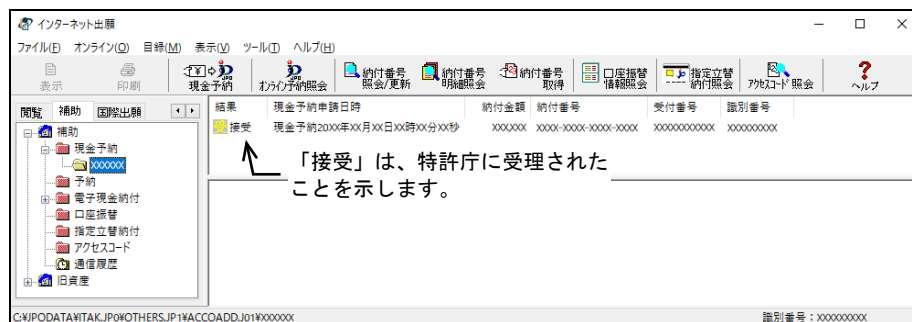 インターネット出願
ファイル(F) オンライン(O) 目録(M) 表示(V) ツール(T) ヘルプ(H)
表示 印刷 現金予納 オンライン予納照会 納付番号照会/更新 納付番号明細照会 納付番号取得 口座振替情報照会 指定立替納付照会 アクセスコード照会 ヘルプ
閲覧 補助 国際出願
結果 現金予納申請日時 納付金額 納付番号 受付番号 識別番号
接受 現金予納20XX年XX月XX日XX時XX分XX秒 XXXXXX XXXX-XXXX-XXXX-XXXX XXXXXXXXXXX XXXXXXXXX
「接受」は、特許庁に受理された
ことを示します。
補助
現金予納
XXXXXX
予納
電子現金納付
口座振替
指定立替納付
アクセスコード
通信履歴
旧資産
C:¥JPODATA¥ITAK.JP0¥OTHERS.JP1¥ACCOADD.J01¥XXXXXX 識別番号：XXXXXXXXX